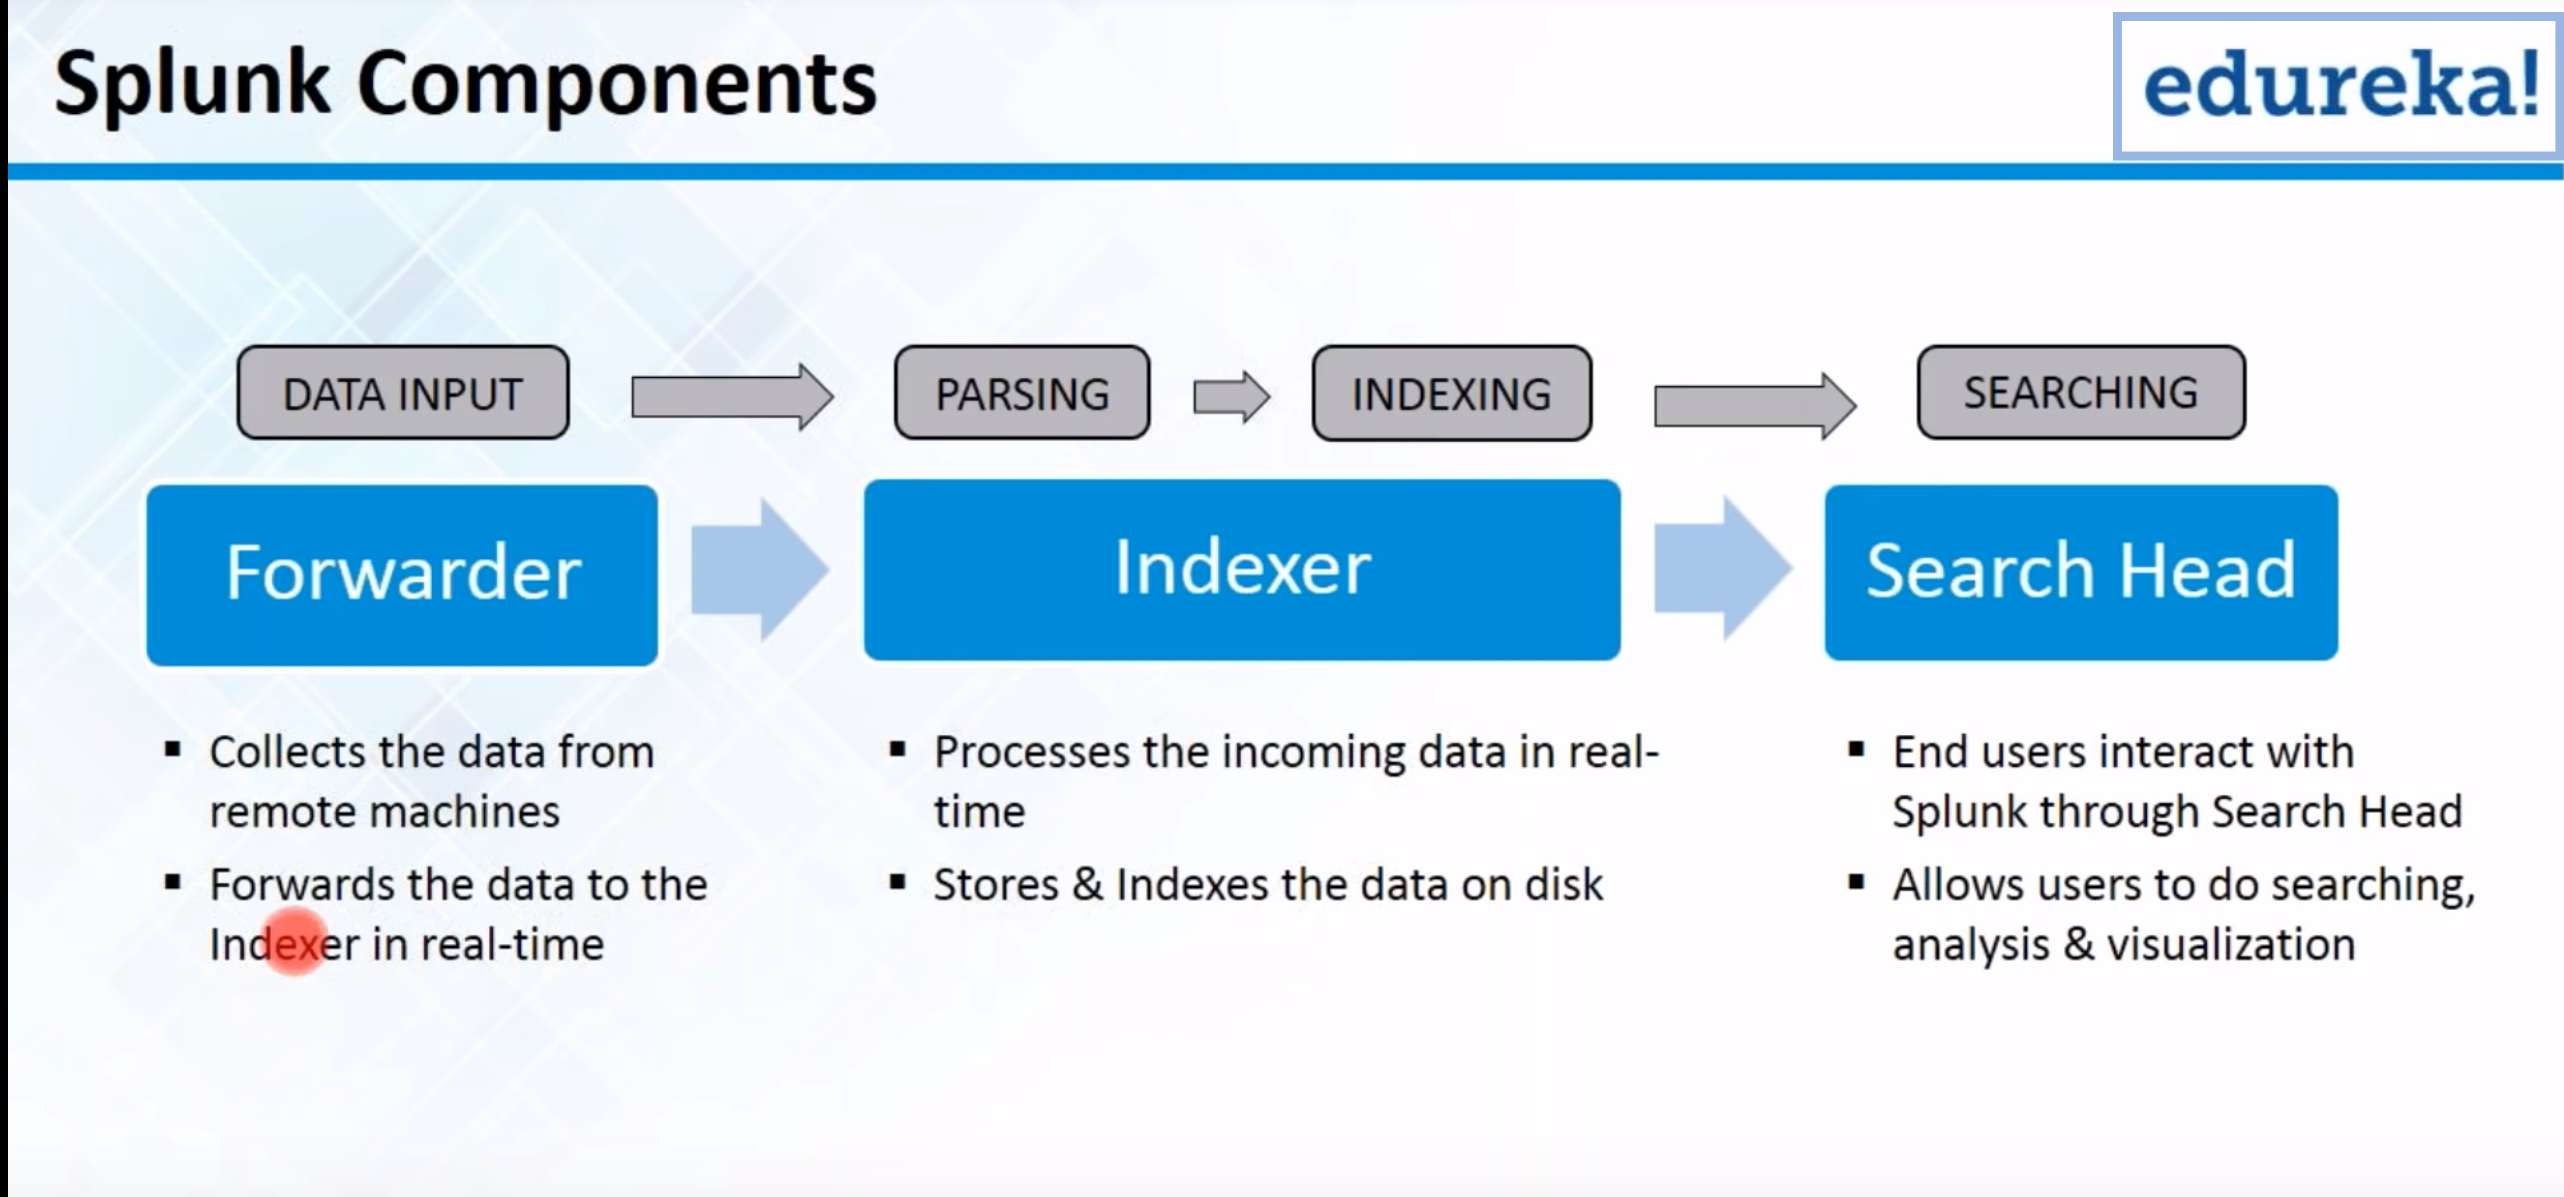 Splunk Components
edureka!
DATA INPUT
PARSING
INDEXING
SEARCHING
Forwarder
Indexer
Search Head
▪ Collects the data from
remote machines
▪ Forwards the data to the
Indexer in real-time
▪ Processes the incoming data in real-
time
▪ Stores & Indexes the data on disk
▪ End users interact with
Splunk through Search Head
▪ Allows users to do searching,
analysis & visualization